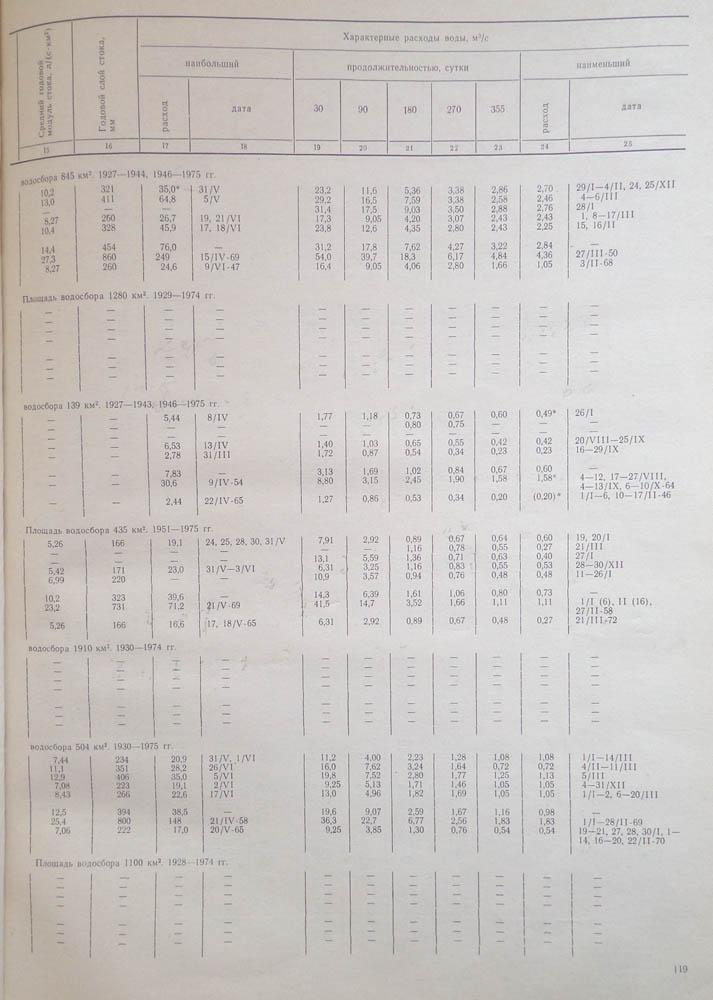 Средний годовой модуль стока, л/(с·км²)
Годовой слой стока, мм
Характерные расходы воды, м³/с
наибольший
продолжительностью, сутки
наименьший
расход дата 30 90 180 270 355 расход дата
15 16 17 18 19 20 21 22 23 24 25
водосбора 845 км². 1927—1944, 1946—1975 гг.
10,2 321 35,0* 31/V 23,2 11,6 5,36 3,38 2,86 2,70 29/I—4/II, 24, 25/XII
13,0 411 64,8 5/V 29,2 16,5 7,59 3,38 2,58 2,46 4—6/III
— — — — 31,4 17,5 9,03 3,50 2,88 2,76 28/I
8,27 260 26,7 19, 21/VI 17,3 9,05 4,20 3,07 2,43 2,43 1, 8—17/III
10,4 328 45,9 17, 18/VI 23,8 12,6 4,35 2,80 2,43 2,25 15, 16/II
14,4 454 76,0 — 31,2 17,8 7,62 4,27 3,22 2,84 —
27,3 860 249 15/IV-69 54,0 39,7 18,3 6,17 4,84 4,36 27/III-50
8,27 260 24,6 9/VI-47 16,4 9,05 4,06 2,80 1,66 1,05 3/II-68
Площадь водосбора 1280 км². 1929—1974 гг.
— — — — — — — — — — —
— — — — — — — — — — —
— — — — — — — — — — —
— — — — — — — — — — —
— — — — — — — — — — —
— — — — — — — — — — —
— — — — — — — — — — —
— — — — — — — — — — —
водосбора 139 км². 1927—1943, 1946—1975 гг.
— — 5,44 8/IV 1,77 1,18 0,73 0,67 0,60 0,49* 26/I
— — — — — — 0,80 0,75 — — —
— — — — — — — — — — —
— — 6,53 13/IV 1,40 1,03 0,65 0,55 0,42 0,42 20/VIII—25/IX
— — 2,78 31/III 1,72 0,87 0,54 0,34 0,23 0,23 16—29/IX
— — 7,83 — 3,13 1,69 1,02 0,84 0,67 0,60 —
— — 30,6 9/IV-54 8,80 3,15 2,45 1,90 1,58 1,58* 4—12, 17—27/VIII,
4—13/IX, 6—10/X-64
— — 2,44 22/IV-65 1,27 0,86 0,53 0,34 0,20 (0,20)* 1/I—6, 10—17/II-46
Площадь водосбора 435 км². 1951—1975 гг.
5,26 166 19,1 24, 25, 28, 30, 31/V 7,91 2,92 0,89 0,67 0,64 0,60 19, 20/I
— — — — — — 1,16 0,78 0,55 0,27 21/III
— — — — 13,1 5,59 1,36 0,71 0,63 0,40 27/I
5,42 171 23,0 31/V—3/VI 6,31 3,25 1,16 0,83 0,55 0,53 28—30/XII
6,99 220 — — 10,9 3,57 0,94 0,76 0,48 0,48 11—26/I
10,2 323 39,6 — 14,3 6,39 1,61 1,06 0,80 0,73 —
23,2 731 71,2 21/V-69 41,5 14,7 3,52 1,66 1,11 1,11 1/I (6), II (16),
27/II-58
5,26 166 16,6 17, 18/V-65 6,31 2,92 0,89 0,67 0,48 0,27 21/III-72
водосбора 1910 км². 1930—1974 гг.
— — — — — — — — — — —
— — — — — — — — — — —
— — — — — — — — — — —
— — — — — — — — — — —
— — — — — — — — — — —
— — — — — — — — — — —
— — — — — — — — — — —
— — — — — — — — — — —
водосбора 504 км². 1930—1975 гг.
7,44 234 20,9 31/V, 1/VI 11,2 4,00 2,23 1,28 1,08 1,08 1/I—14/III
11,1 351 28,2 26/VI 16,0 7,62 3,24 1,64 0,72 0,72 4/II—11/III
12,9 406 35,0 5/VI 19,8 7,52 2,80 1,77 1,25 1,13 5/III
7,08 223 19,1 2/VI 9,25 5,13 1,71 1,46 1,05 1,05 4—31/XII
8,43 266 22,6 17/VI 13,0 4,96 1,82 1,69 1,05 1,05 1/I—2, 6—20/III
12,5 394 38,5 — 19,6 9,07 2,59 1,67 1,16 0,98 —
25,4 800 148 21/IV-58 36,3 22,7 6,77 2,56 1,83 1,83 1/I—28/II-69
7,06 222 17,0 20/V-65 9,25 3,85 1,30 0,76 0,54 0,54 19—21, 27, 28, 30/I, 1—
14, 16—20, 22/II-70
Площадь водосбора 1100 км². 1928—1974 гг.
— — — — — — — — — — —
— — — — — — — — — — —
— — — — — — — — — — —
— — — — — — — — — — —
— — — — — — — — — — —
— — — — — — — — — — —
— — — — — — — — — — —
— — — — — — — — — — —
119